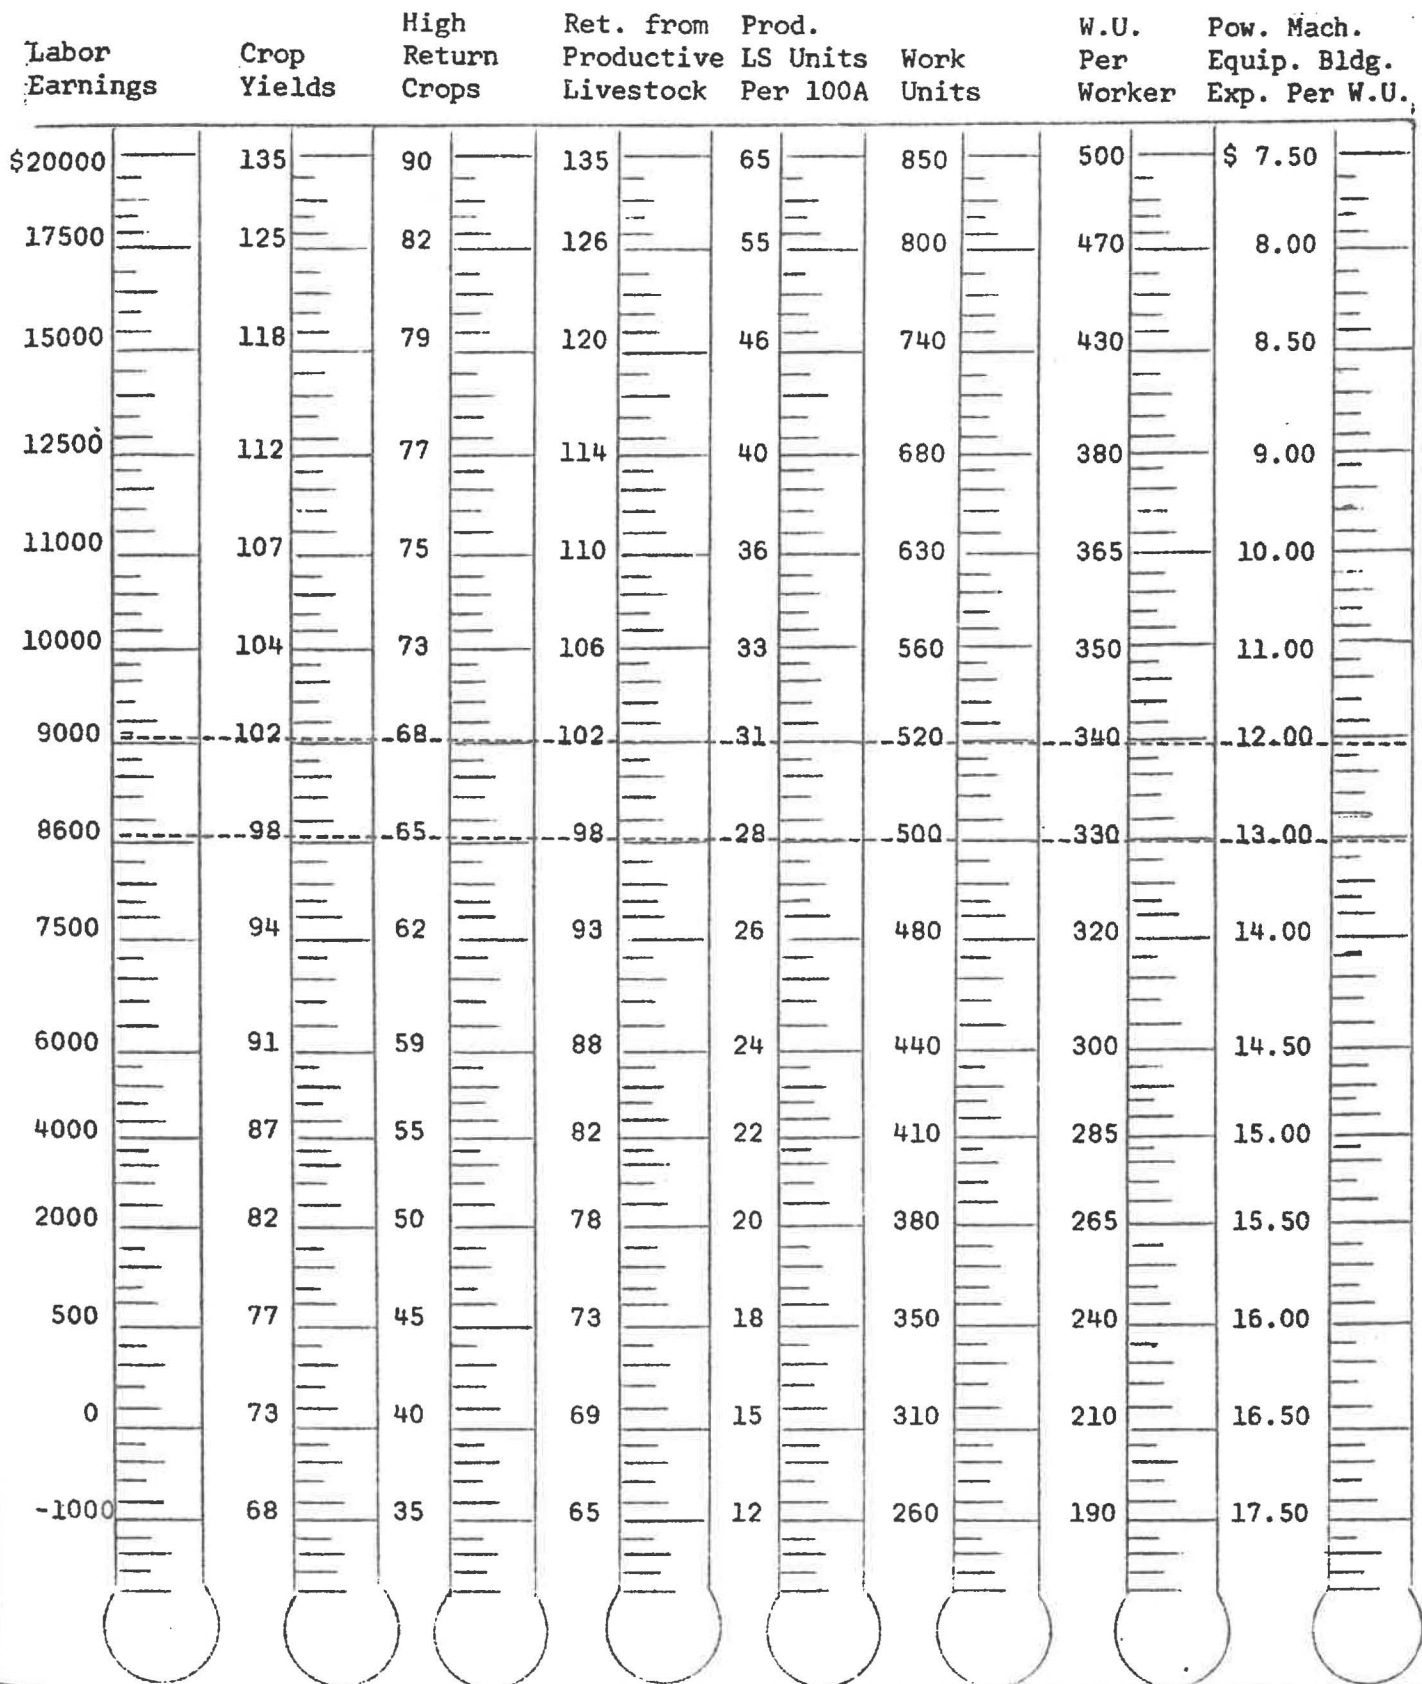 Labor Earnings | Crop Yields | High Return Crops | Ret. from Productive Livestock | Prod. LS Units Per 100A | Work Units | W.U. Per Worker | Pow. Mach. Equip. Bldg. Exp. Per W.U.
$20000 135 90 135 65 850 500 $ 7.50
17500 125 82 126 55 800 470 8.00
15000 118 79 120 46 740 430 8.50
12500 112 77 114 40 680 380 9.00
11000 107 75 110 36 630 365 10.00
10000 104 73 106 33 560 350 11.00
9000 102 68 102 31 520 340 12.00
8600 98 65 98 28 500 330 13.00
7500 94 62 93 26 480 320 14.00
6000 91 59 88 24 440 300 14.50
4000 87 55 82 22 410 285 15.00
2000 82 50 78 20 380 265 15.50
500 77 45 73 18 350 240 16.00
0 73 40 69 15 310 210 16.50
-1000 68 35 65 12 260 190 17.50